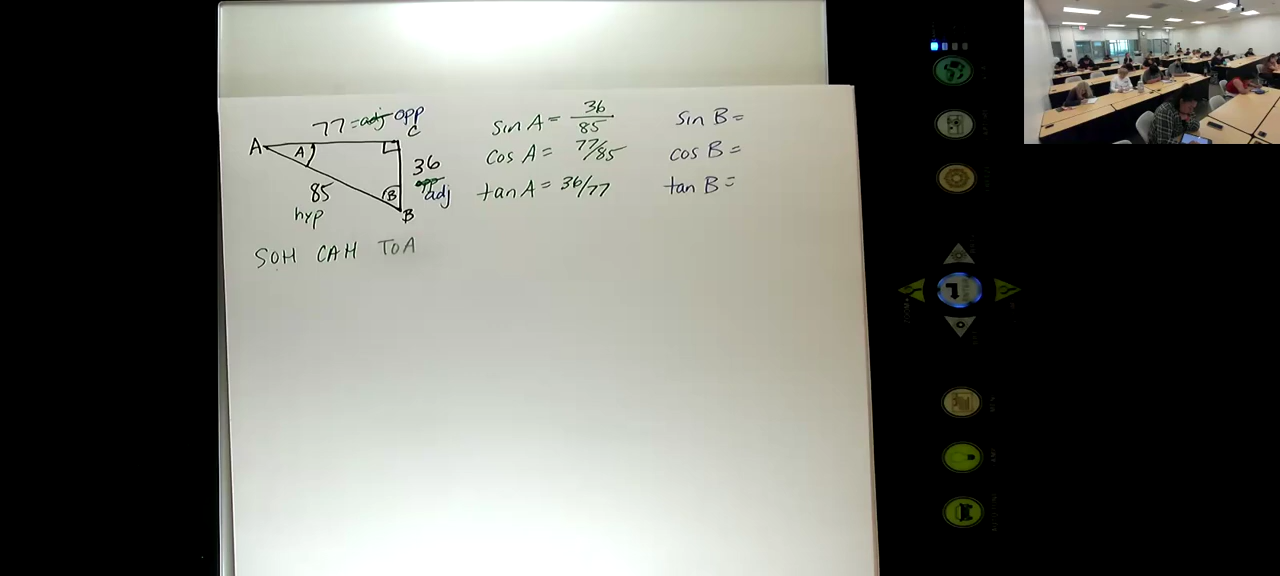 77 = adj opp
C
A
A
36
opp adj
85
B
hyp
B
SOH CAH TOA
sin A = 36/85
cos A = 77/85
tan A = 36/77
sin B =
cos B =
tan B =